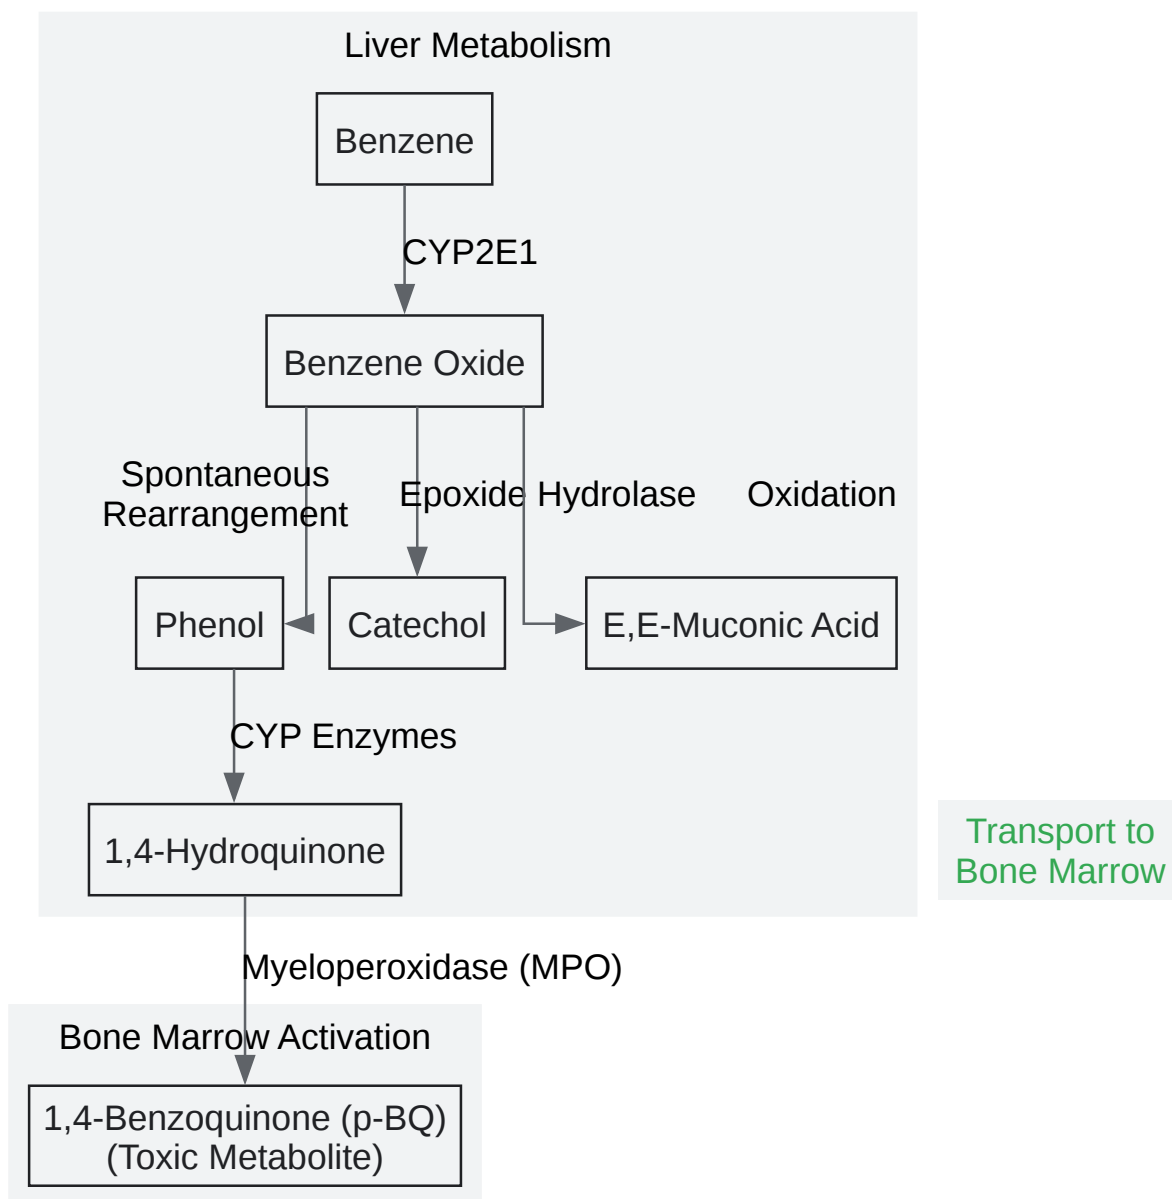 Liver Metabolism
Benzene
CYP2E1
Benzene Oxide
Spontaneous
Rearrangement
Epoxide Hydrolase
Oxidation
Phenol
Catechol
E,E-Muconic Acid
CYP Enzymes
1,4-Hydroquinone
Transport to
Bone Marrow
Myeloperoxidase (MPO)
Bone Marrow Activation
1,4-Benzoquinone (p-BQ)
(Toxic Metabolite)